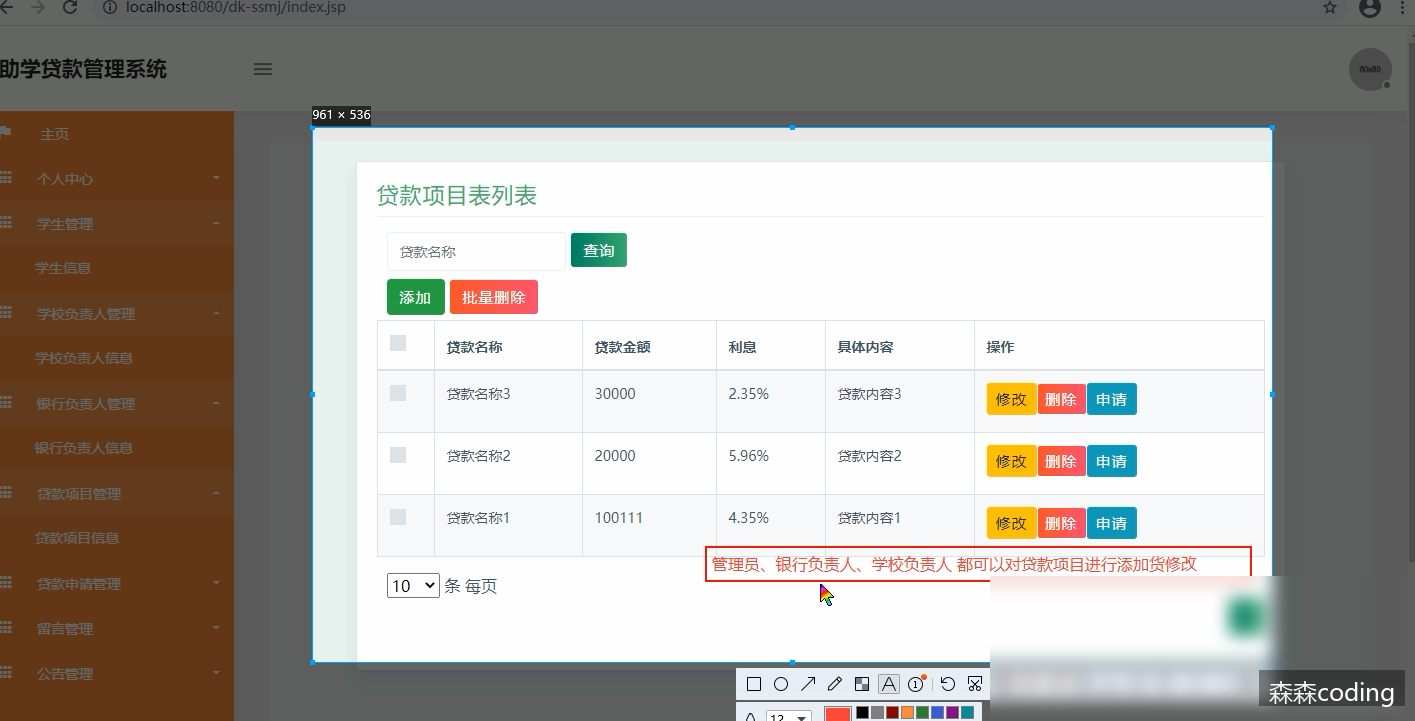 localhost:8080/dk-ssmj/index.jsp
助学贷款管理系统
80x80
961 × 536
主页
个人中心
学生管理
学生信息
学校负责人管理
学校负责人信息
银行负责人管理
银行负责人信息
贷款项目管理
贷款项目信息
贷款申请管理
留言管理
公告管理
贷款项目表列表
贷款名称 查询
添加 批量删除
贷款名称 贷款金额 利息 具体内容 操作
贷款名称3 30000 2.35% 贷款内容3 修改 删除 申请
贷款名称2 20000 5.96% 贷款内容2 修改 删除 申请
贷款名称1 100111 4.35% 贷款内容1 修改 删除 申请
管理员、银行负责人、学校负责人 都可以对贷款项目进行添加货修改
10 条 每页
A 1
12
森森coding